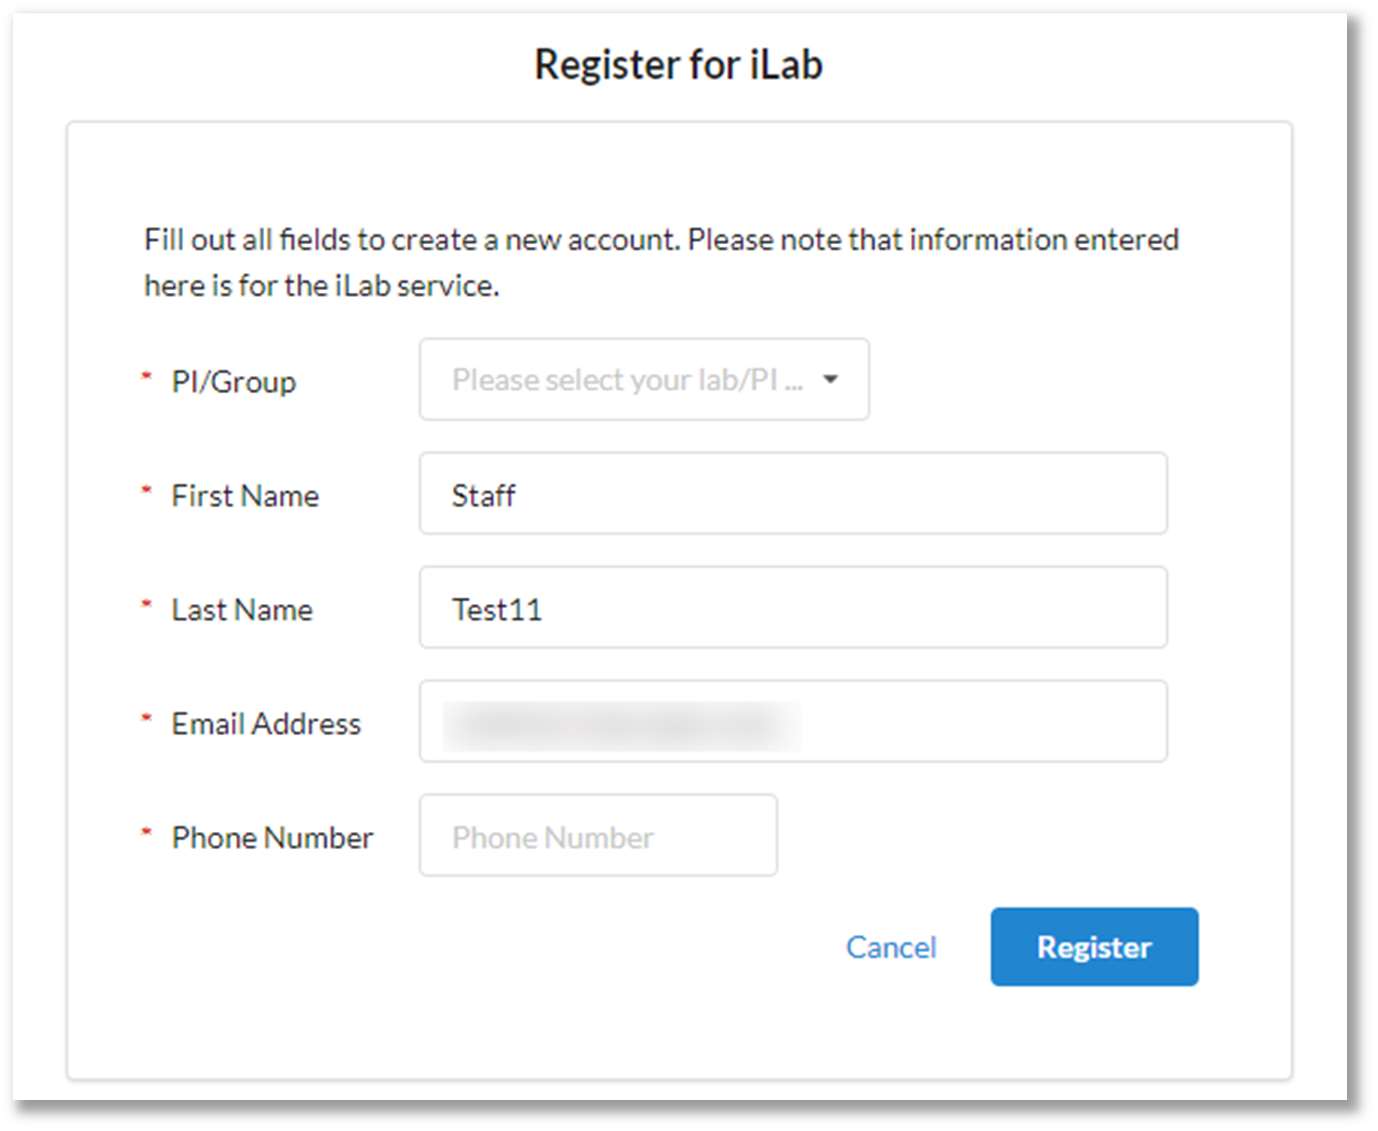 Register for iLab
Fill out all fields to create a new account. Please note that information entered
here is for the iLab service.
* PI/Group Please select your lab/PI ...
* First Name Staff
* Last Name Test11
* Email Address
* Phone Number Phone Number
Cancel Register